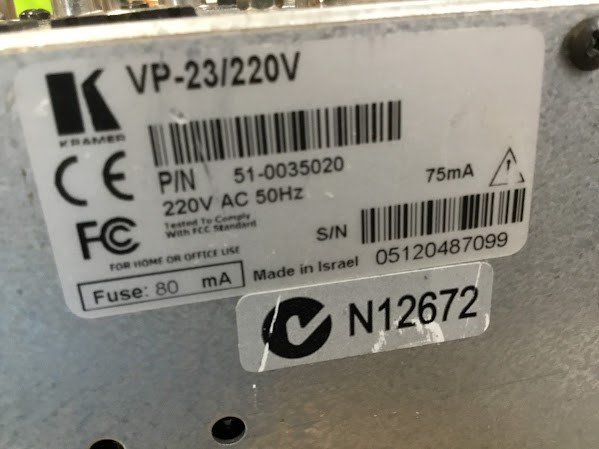 VP-23/220V
KRAMER
P/N 51-0035020
220V AC 50Hz
75mA
Tested To Comply
With FCC Standard
FOR HOME OR OFFICE USE
S/N
05120487099
Fuse: 80 mA
Made in Israel
N12672